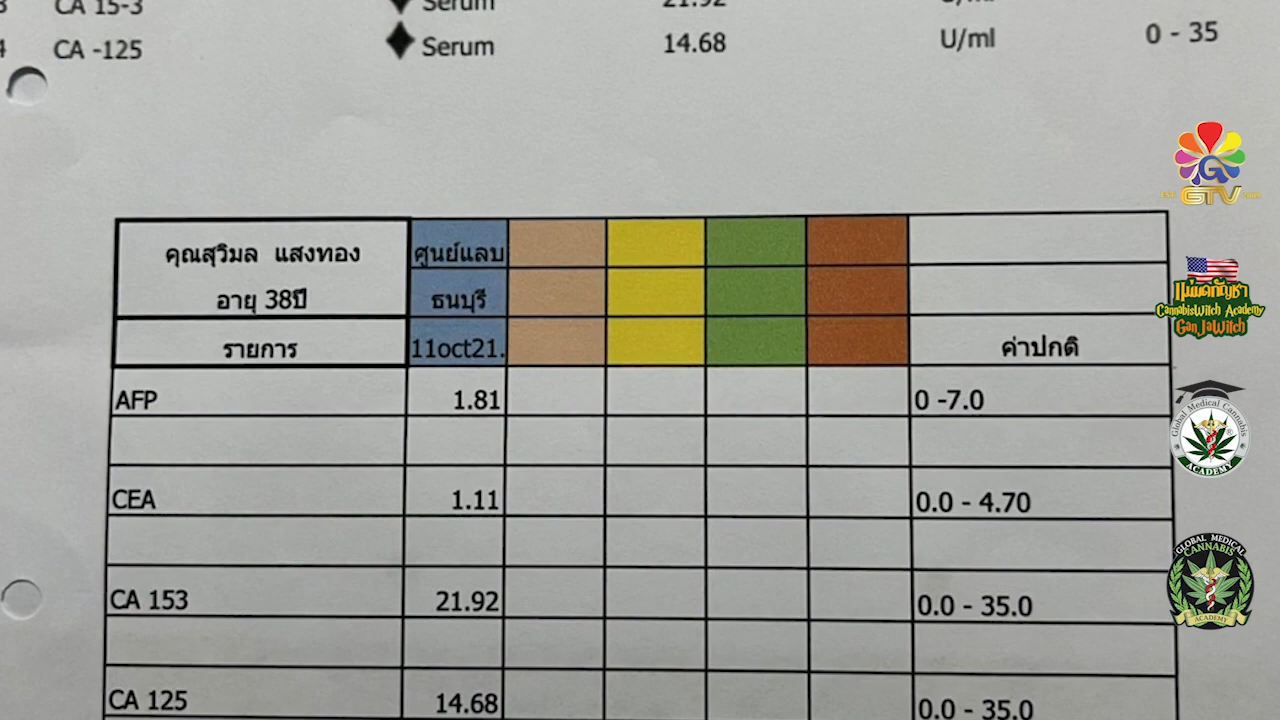 CA 15-3 Serum 21.92
CA -125 Serum 14.68 U/ml 0 - 35
คุณสุวิมล แสงทอง
อายุ 38ปี
ศูนย์แลบ
ธนบุรี
รายการ 11oct21. ค่าปกติ
AFP 1.81 0 -7.0
CEA 1.11 0.0 - 4.70
CA 153 21.92 0.0 - 35.0
CA 125 14.68 0.0 - 35.0
GTV
แม่มดกัญชา
CannabisWitch Academy
GanJaWitch
Global Medical Cannabis
ACADEMY
GLOBAL MEDICAL
CANNABIS
ACADEMY